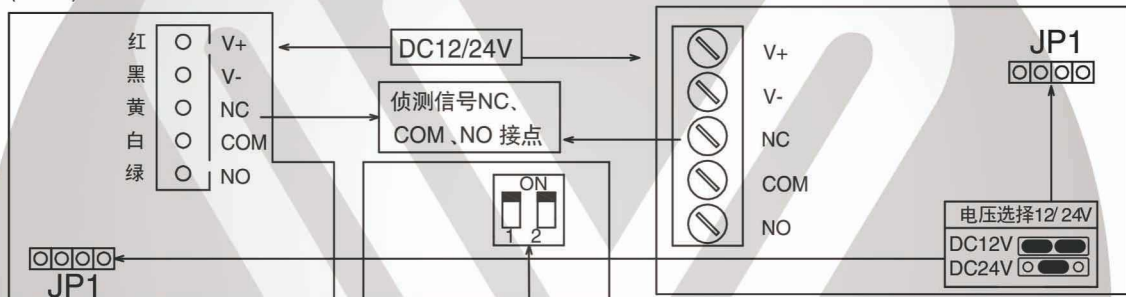 红 V+
黑 V-
黄 NC
白 COM
绿 NO
JP1
DC12/24V
侦测信号NC、
COM、NO 接点
ON
1 2
V+
V-
NC
COM
NO
JP1
电压选择12/24V
DC12V
DC24V